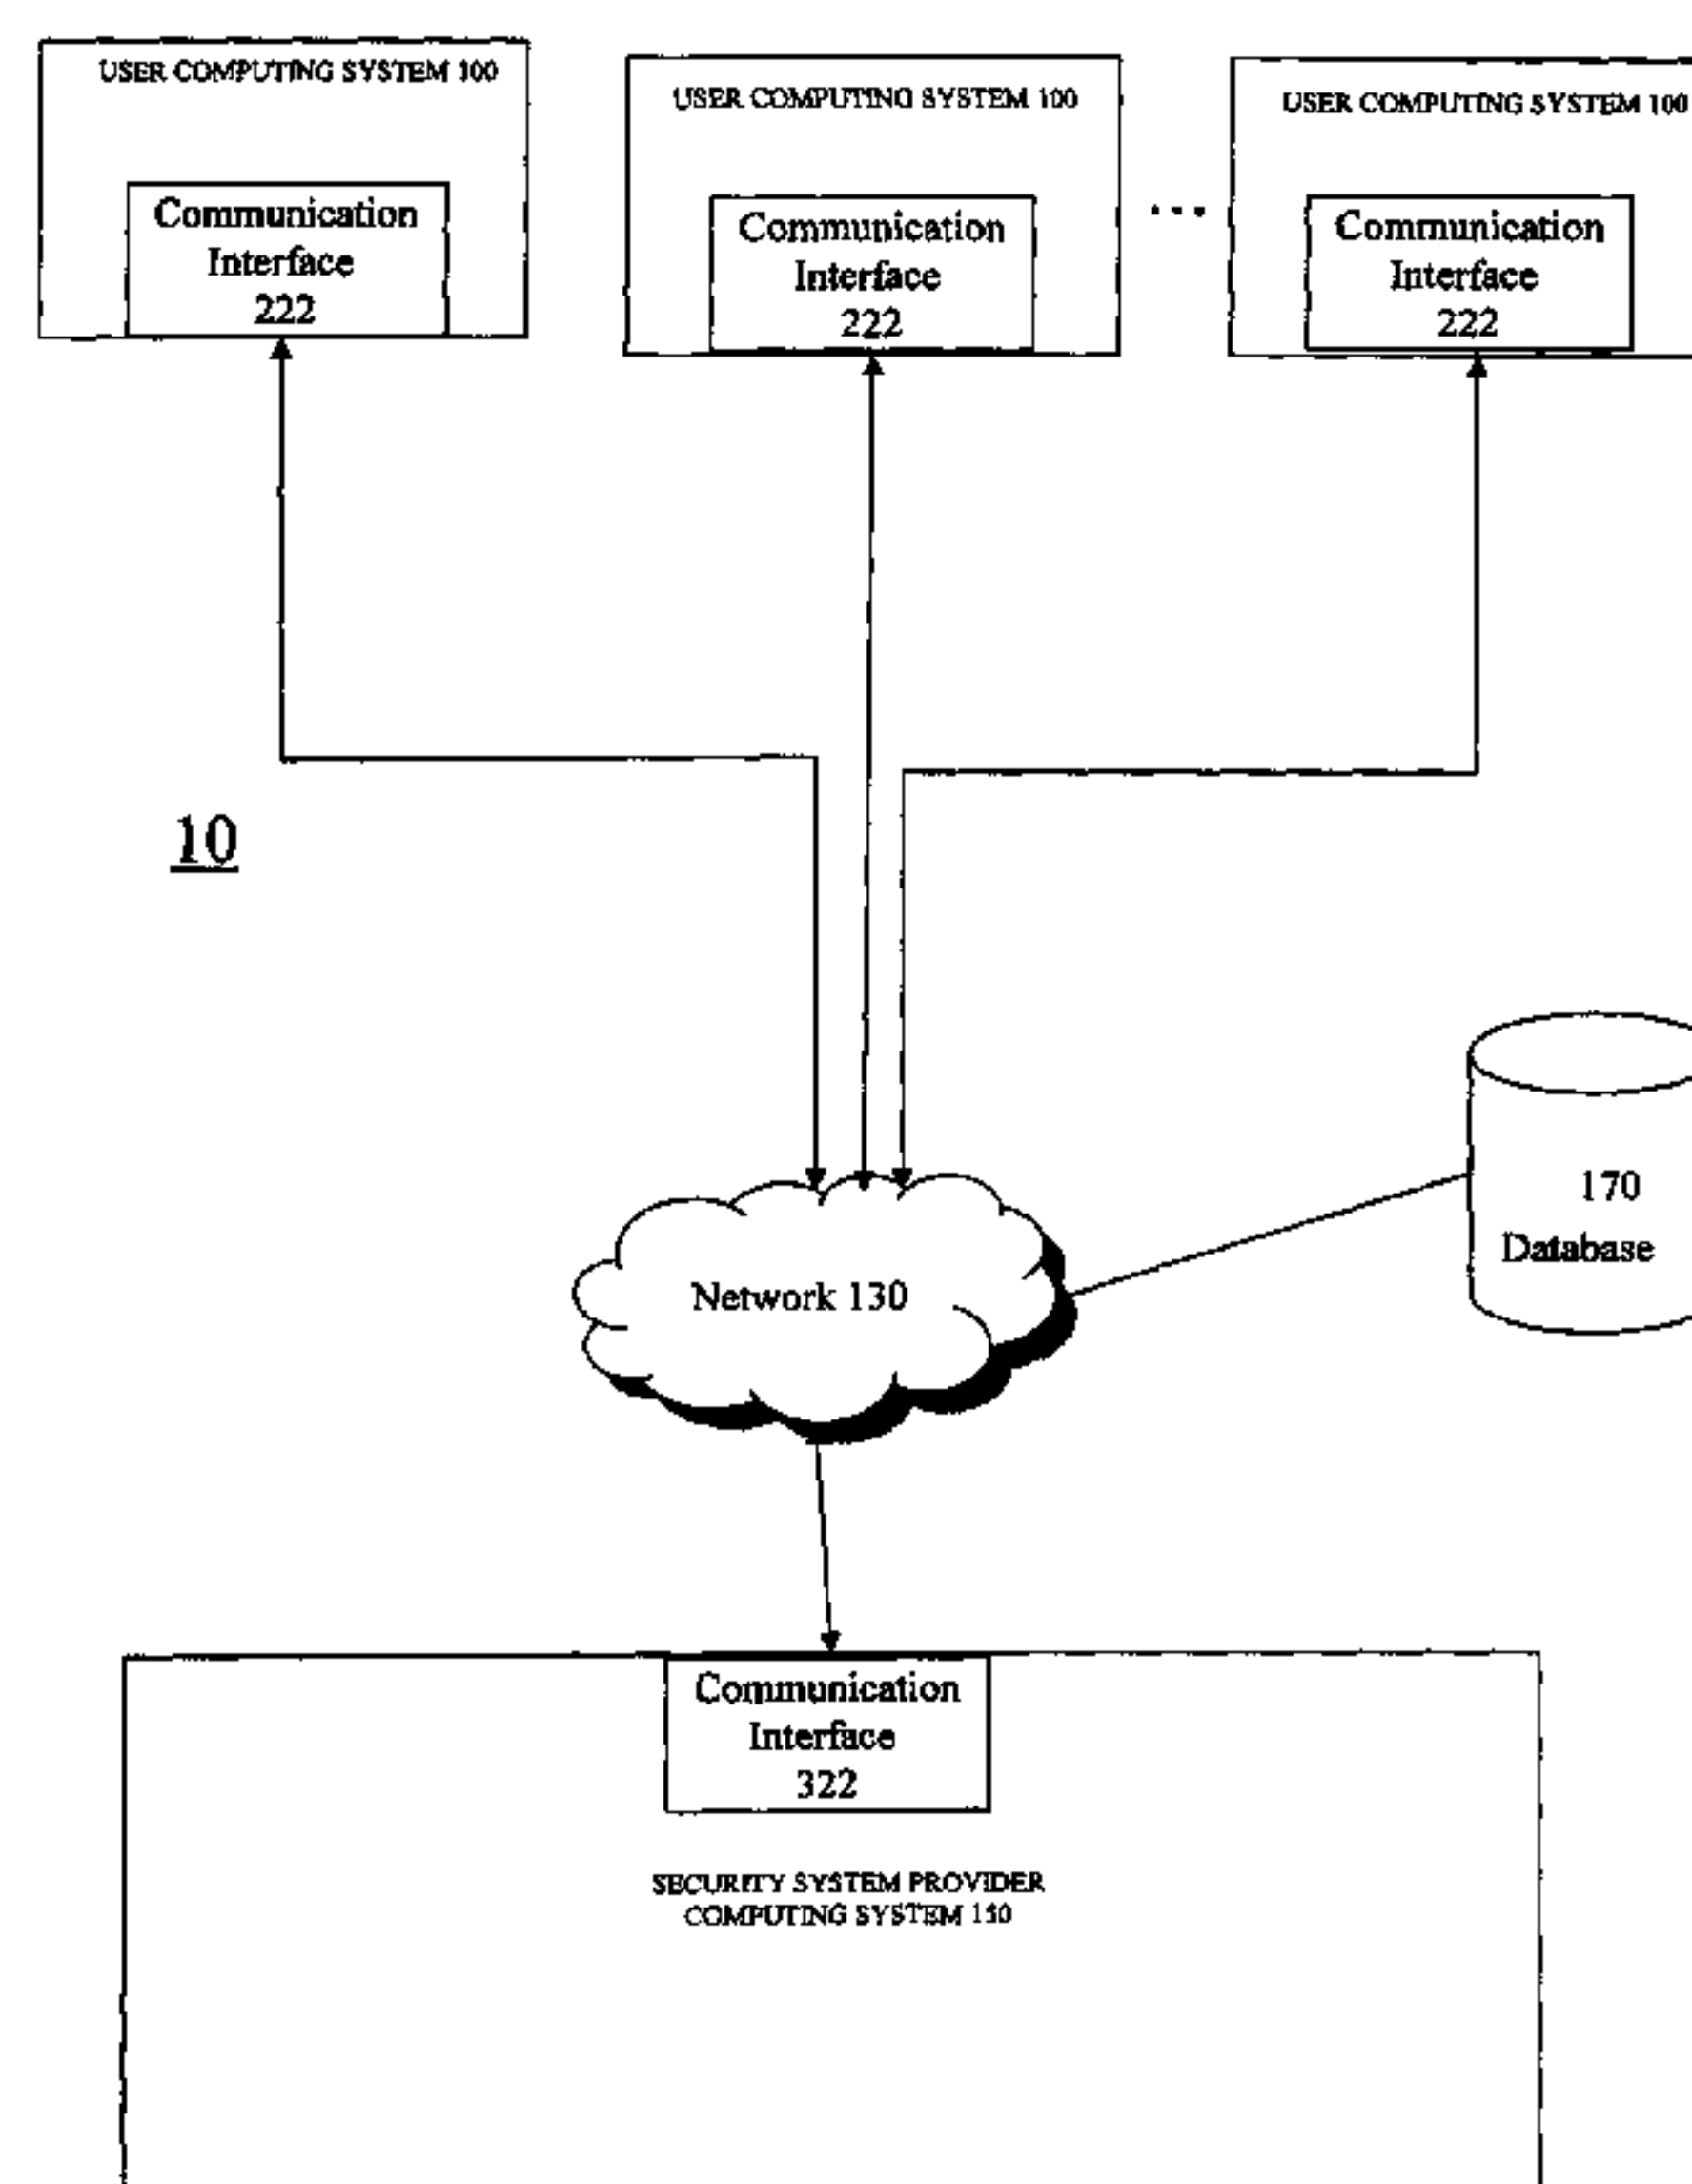 USER COMPUTING SYSTEM 100
Communication
Interface
222
USER COMPUTING SYSTEM 100
Communication
Interface
222
...
USER COMPUTING SYSTEM 100
Communication
Interface
222
10
170
Database
Network 130
Communication
Interface
322
SECURITY SYSTEM PROVIDER
COMPUTING SYSTEM 150